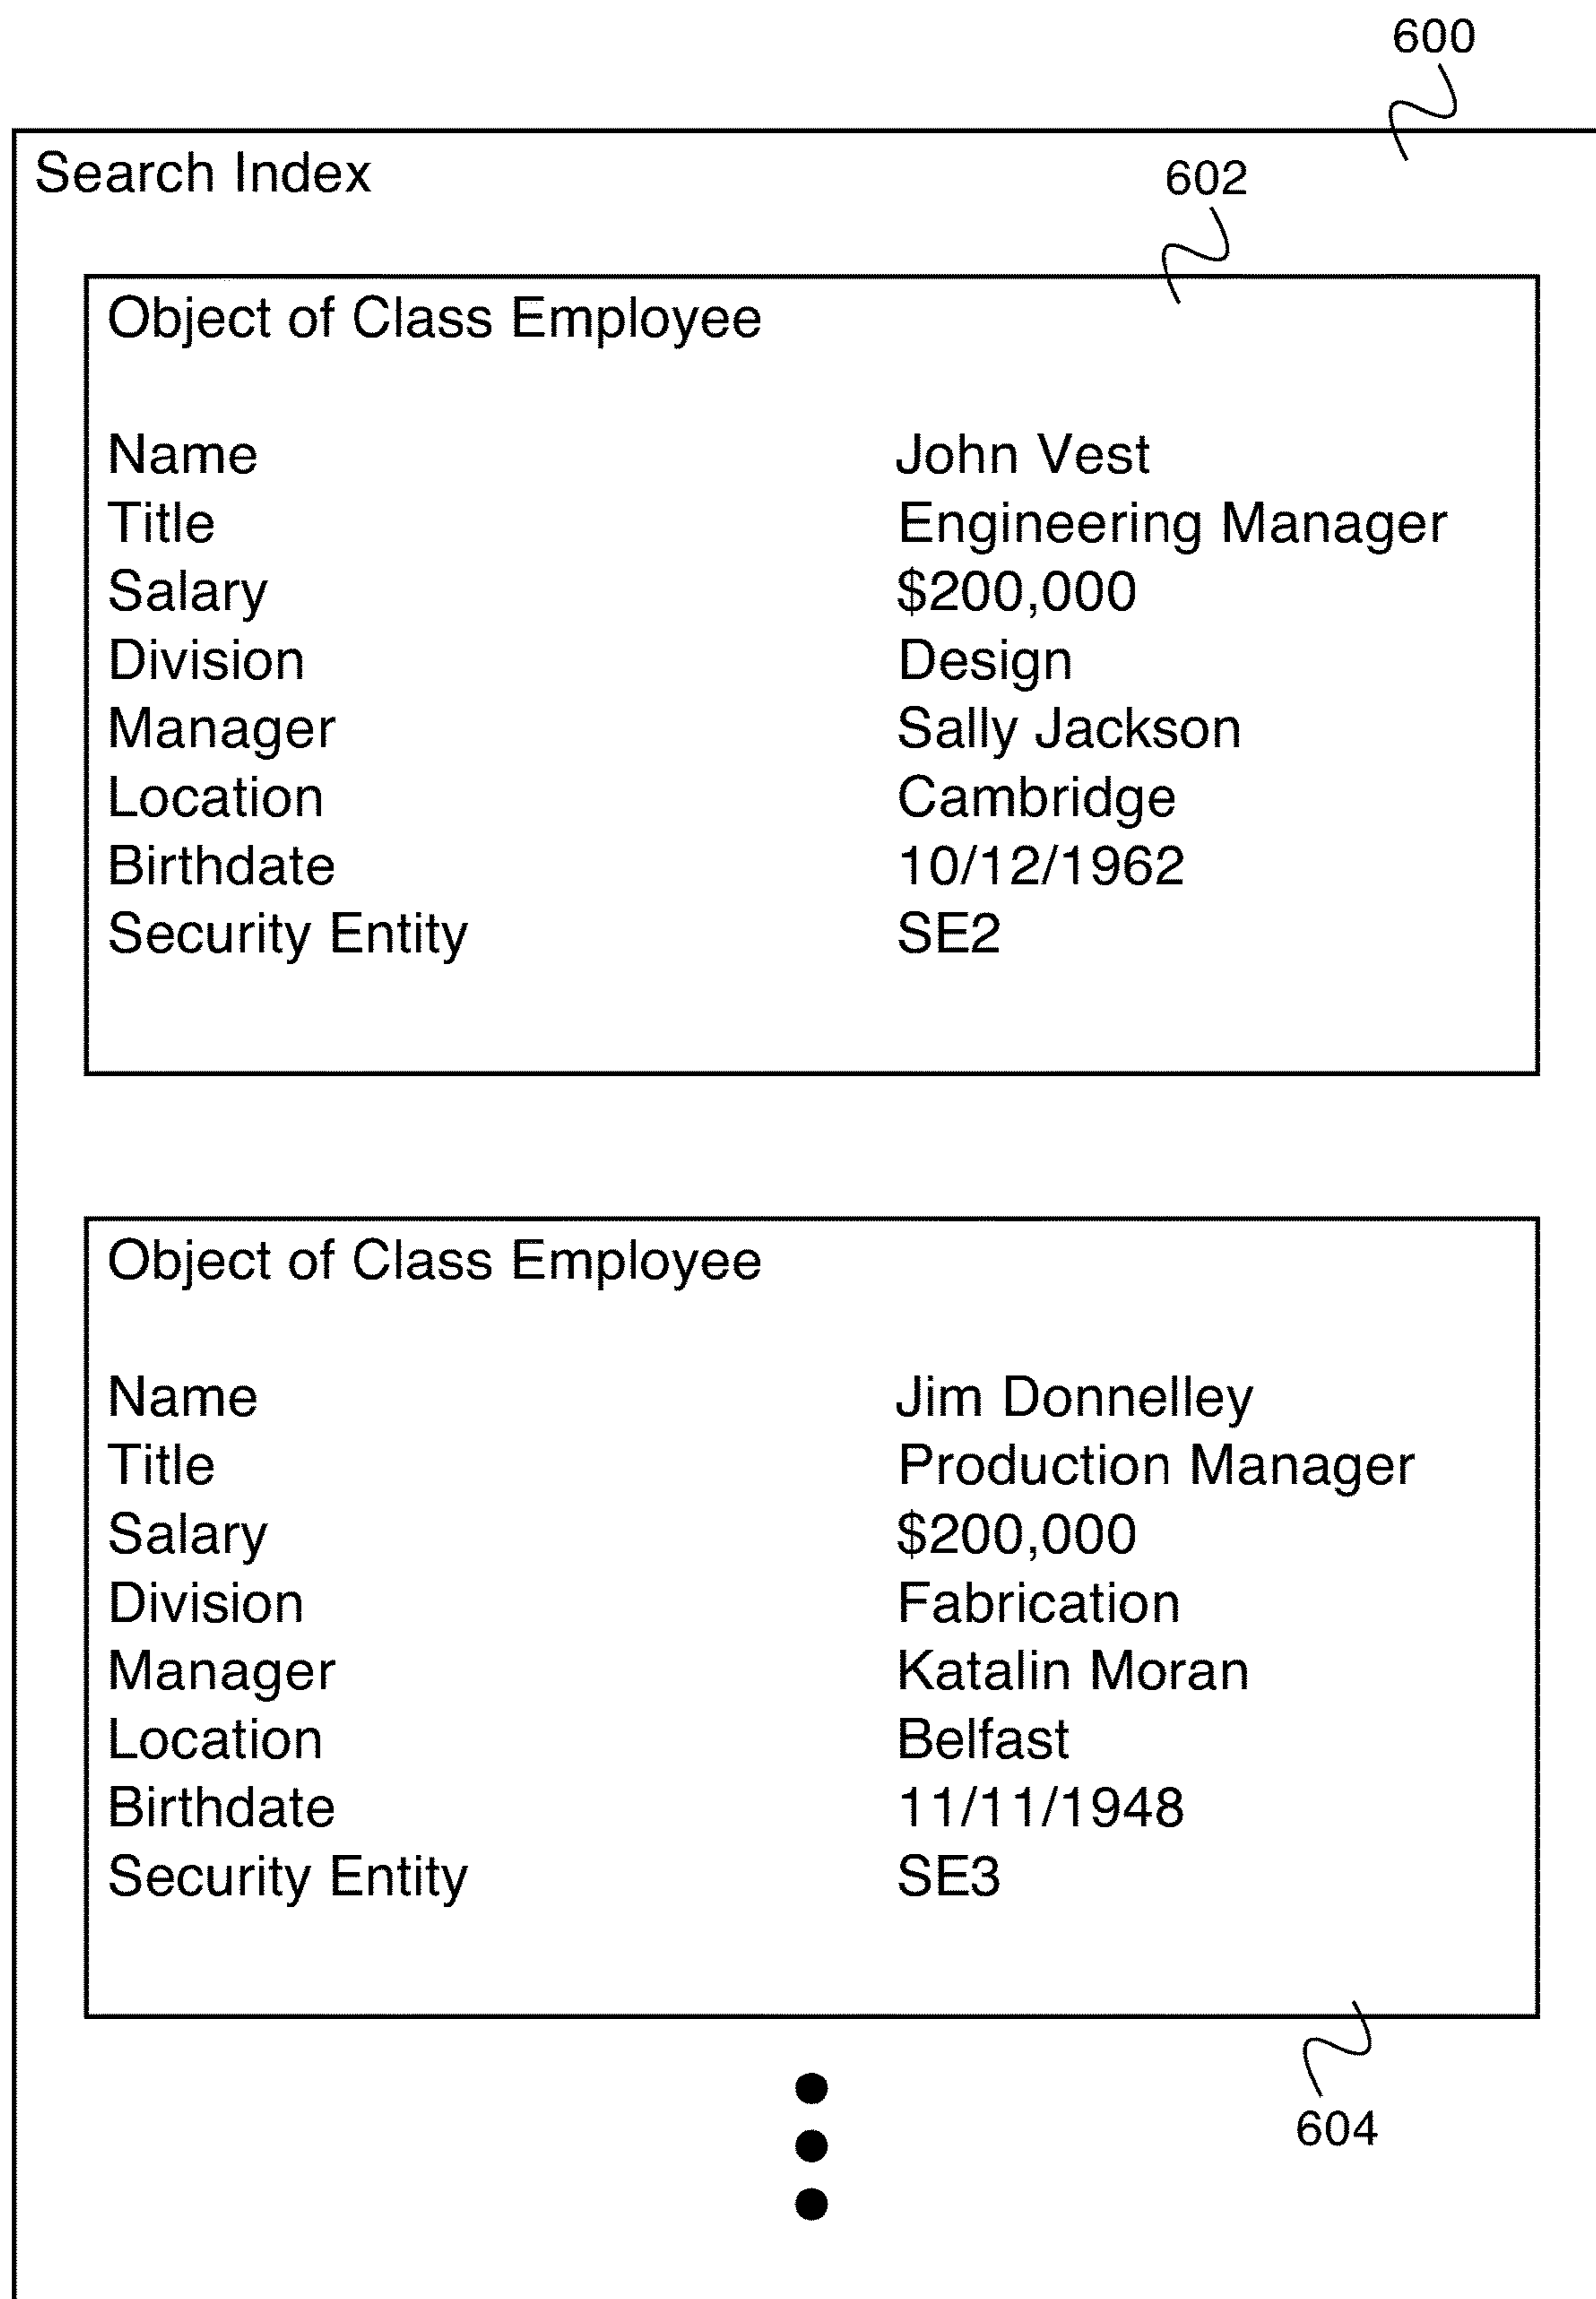 600
Search Index
602
Object of Class Employee
Name John Vest
Title Engineering Manager
Salary $200,000
Division Design
Manager Sally Jackson
Location Cambridge
Birthdate 10/12/1962
Security Entity SE2
Object of Class Employee
Name Jim Donnelley
Title Production Manager
Salary $200,000
Division Fabrication
Manager Katalin Moran
Location Belfast
Birthdate 11/11/1948
Security Entity SE3
604